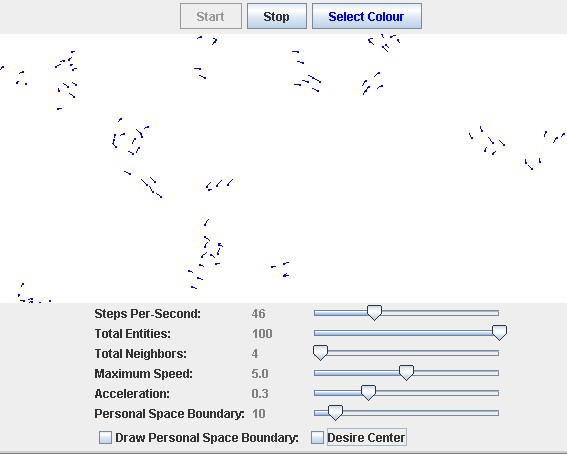 Start Stop Select Colour
Steps Per-Second: 46
Total Entities: 100
Total Neighbors: 4
Maximum Speed: 5.0
Acceleration: 0.3
Personal Space Boundary: 10
Draw Personal Space Boundary: Desire Center